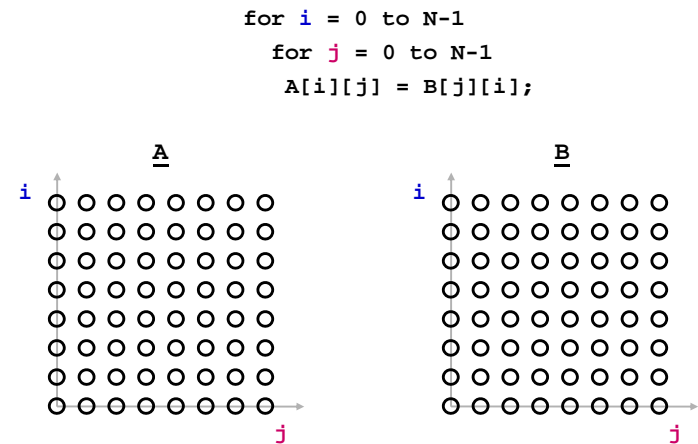 for i = 0 to N-1
for j = 0 to N-1
A[i][j] = B[j][i];
A
B
i
i
j
j